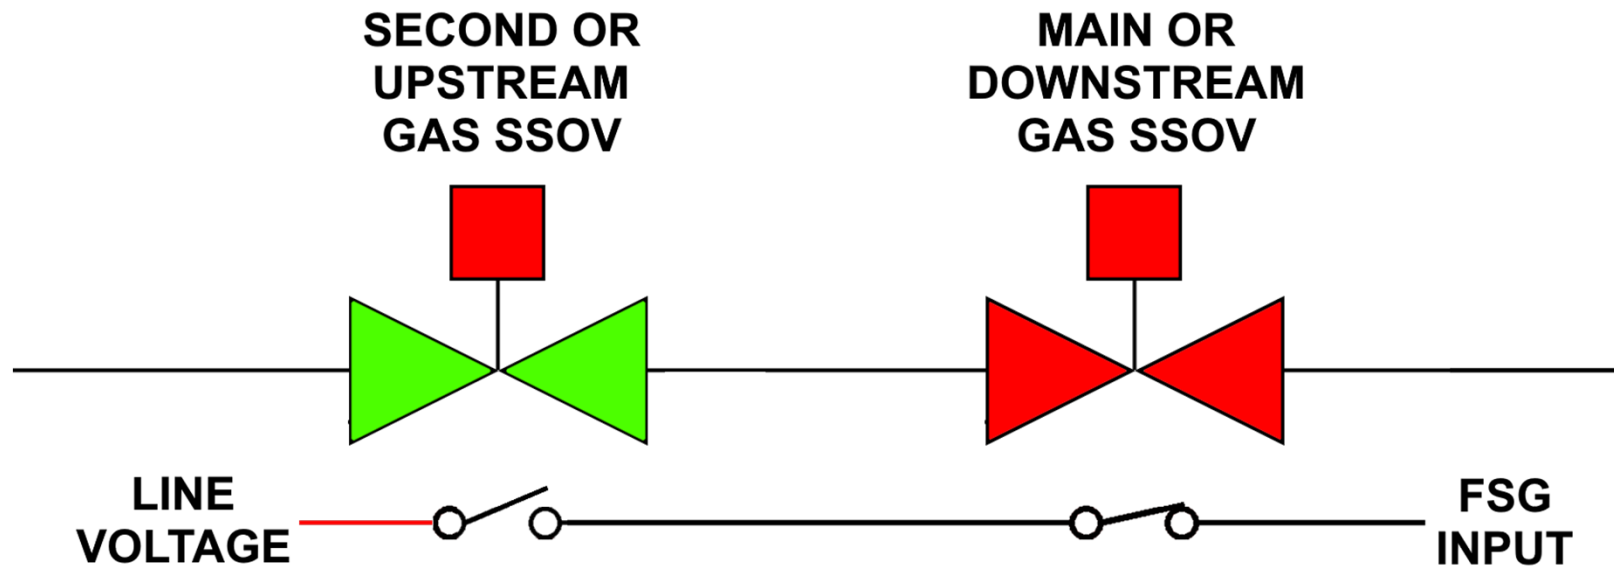 SECOND OR
UPSTREAM
GAS SSOV
MAIN OR
DOWNSTREAM
GAS SSOV
LINE
VOLTAGE
FSG
INPUT